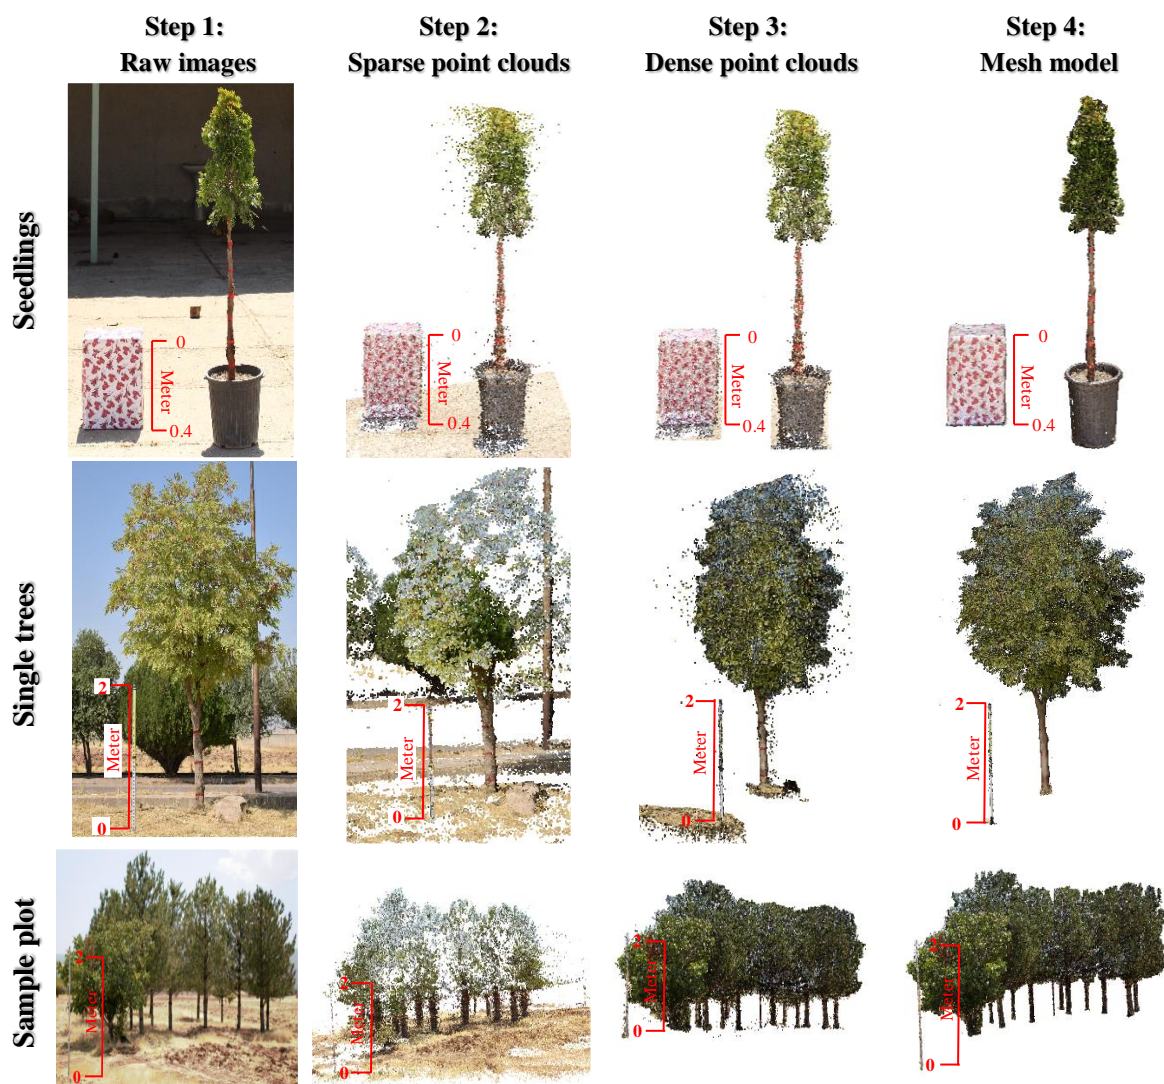 Step 1:
Raw images
Step 2:
Sparse point clouds
Step 3:
Dense point clouds
Step 4:
Mesh model
Seedlings
0
Meter
0.4
0
Meter
0.4
0
Meter
0.4
0
Meter
0.4
Single trees
2
Meter
0
2
Meter
0
2
Meter
0
2
Meter
0
Sample plot
2
Meter
0
2
Meter
0
2
Meter
0
2
Meter
0